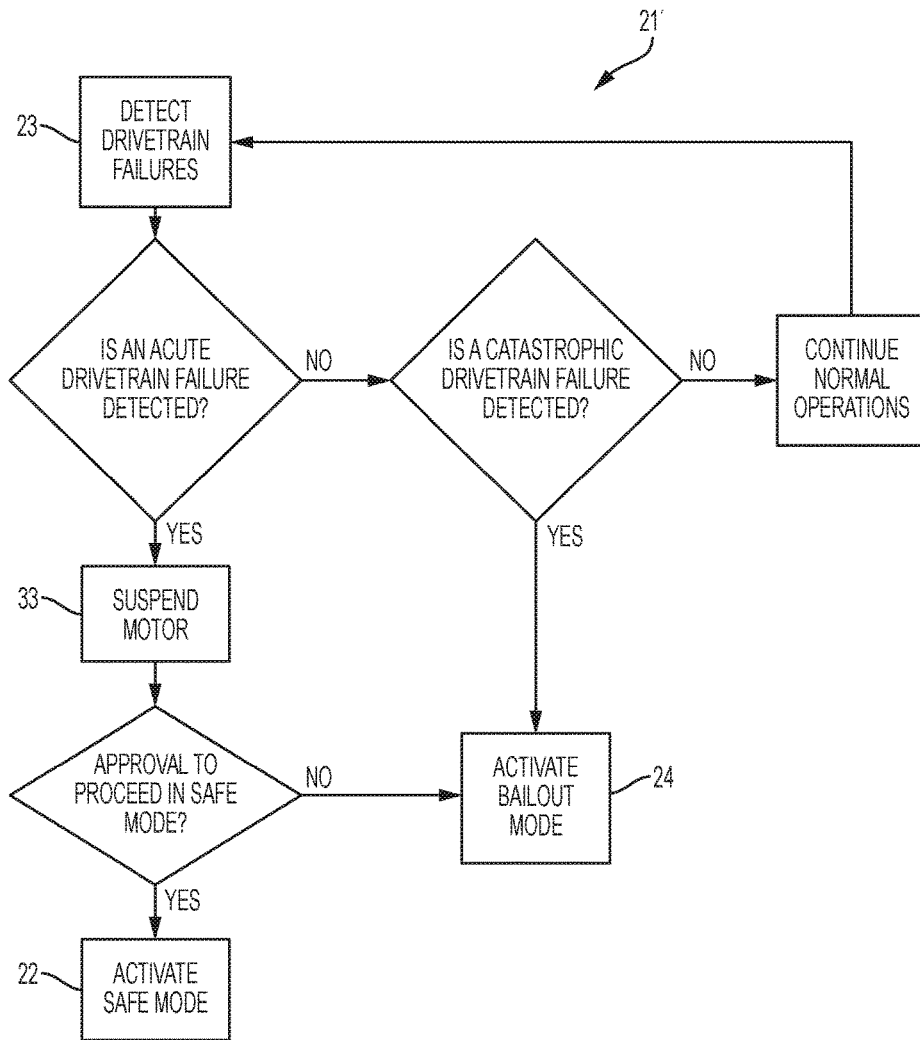 21'
23
DETECT
DRIVETRAIN
FAILURES
IS AN ACUTE
DRIVETRAIN FAILURE
DETECTED?
NO
IS A CATASTROPHIC
DRIVETRAIN FAILURE
DETECTED?
NO
CONTINUE
NORMAL
OPERATIONS
YES
YES
33
SUSPEND
MOTOR
APPROVAL TO
PROCEED IN SAFE
MODE?
NO
ACTIVATE
BAILOUT
MODE
24
YES
22
ACTIVATE
SAFE MODE